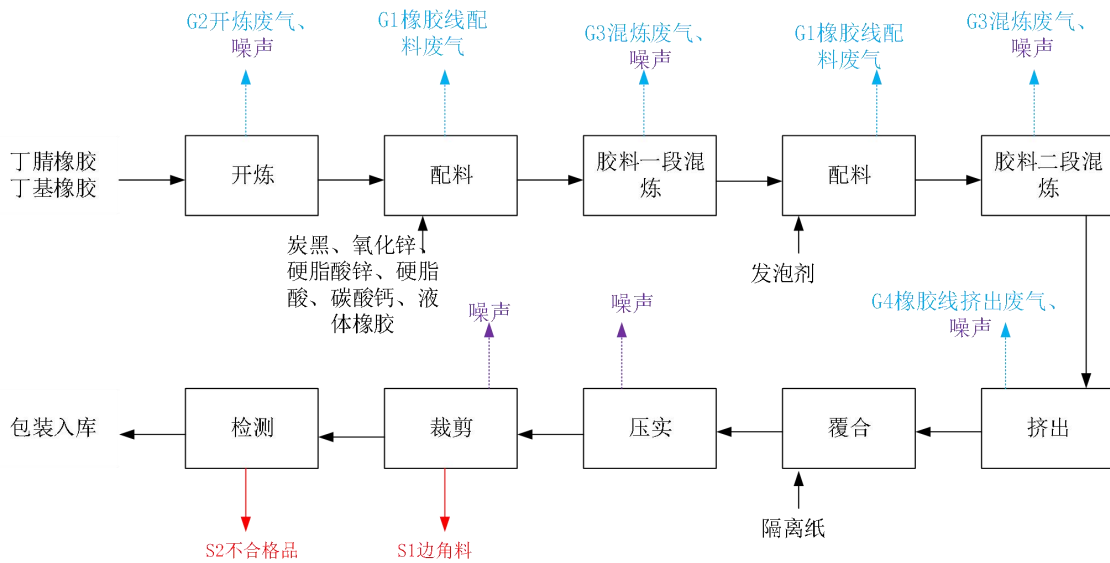 G2开炼废气、
噪声
G1橡胶线配
料废气
G3混炼废气、
噪声
G1橡胶线配
料废气
G3混炼废气、
噪声
丁腈橡胶
丁基橡胶
开炼
配料
胶料一段混
炼
配料
胶料二段混
炼
炭黑、氧化锌、
硬脂酸锌、硬脂
酸、碳酸钙、液
体橡胶
发泡剂
噪声
噪声
G4橡胶线挤出废气、
噪声
包装入库
检测
裁剪
压实
覆合
挤出
隔离纸
S2不合格品
S1边角料